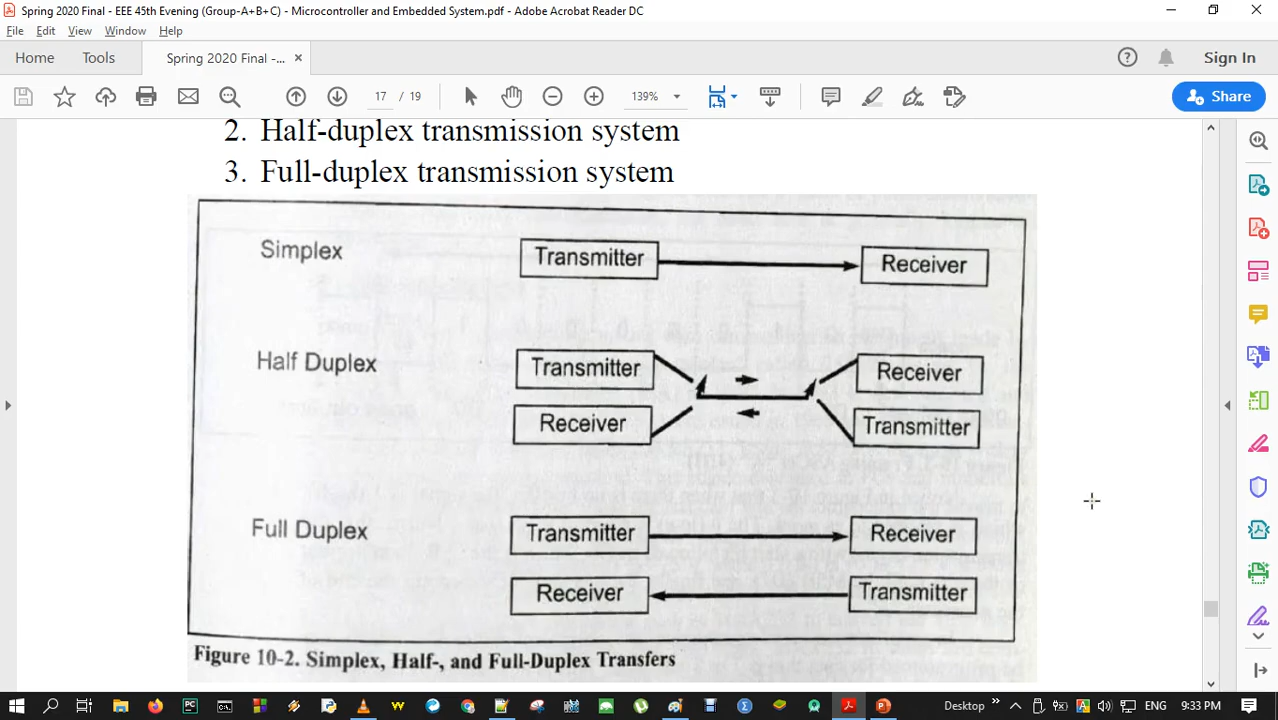 Spring 2020 Final - EEE 45th Evening (Group-A+B+C) - Microcontroller and Embedded System.pdf - Adobe Acrobat Reader DC
File Edit View Window Help
Home Tools Spring 2020 Final -... × Sign In
17 / 19 139% Share
2. Half-duplex transmission system
3. Full-duplex transmission system
Simplex Transmitter Receiver
Half Duplex Transmitter Receiver
Receiver Transmitter
Full Duplex Transmitter Receiver
Receiver Transmitter
Figure 10-2. Simplex, Half-, and Full-Duplex Transfers
Desktop ENG 9:33 PM